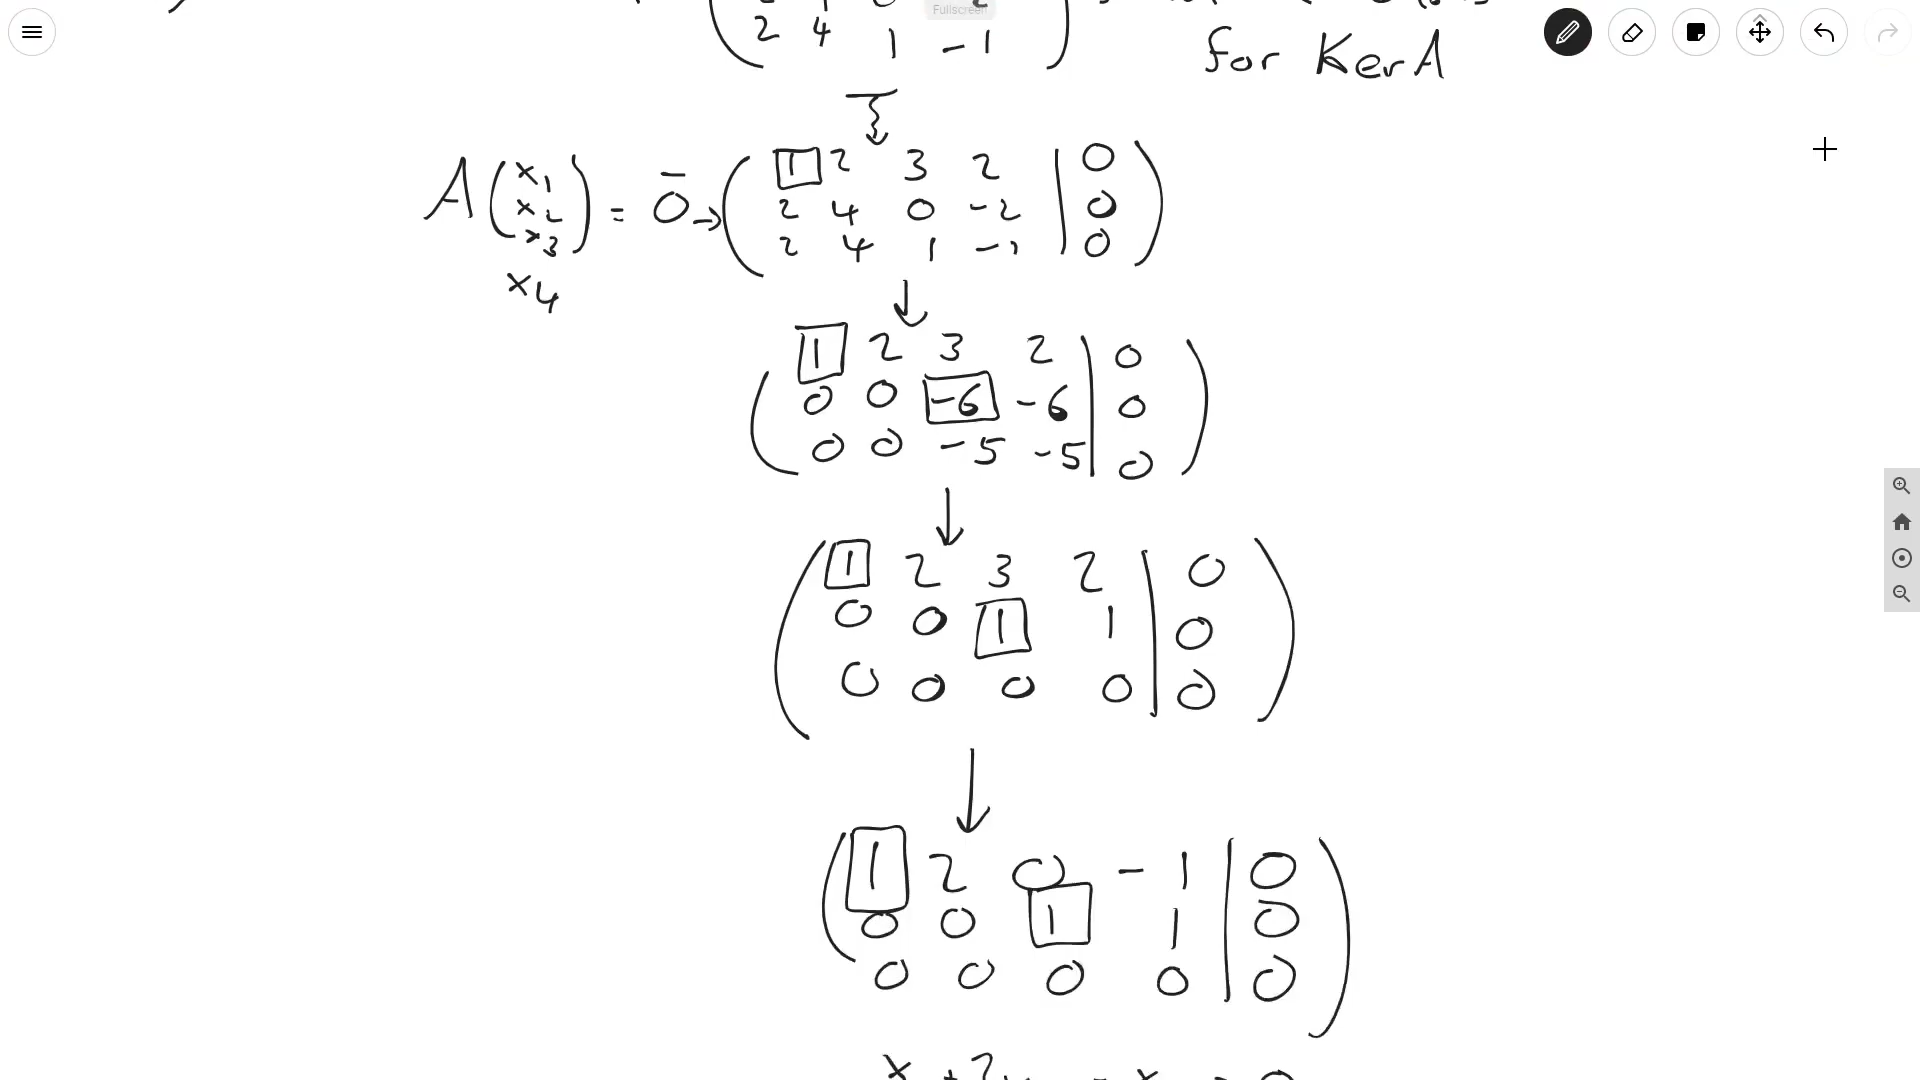 Fullscreen
2 4 1 -1
for Ker A
A ( x1 x2 x3 x4 ) = 0̄ → ( 1 2 3 2 | 0
2 4 0 -2 | 0
2 4 1 -1 | 0 )
↓
( 1 2 3 2 | 0
0 0 -6 -6 | 0
0 0 -5 -5 | 0 )
↓
( 1 2 3 2 | 0
0 0 1 1 | 0
0 0 0 0 | 0 )
↓
( 1 2 0 -1 | 0
0 0 1 1 | 0
0 0 0 0 | 0 )